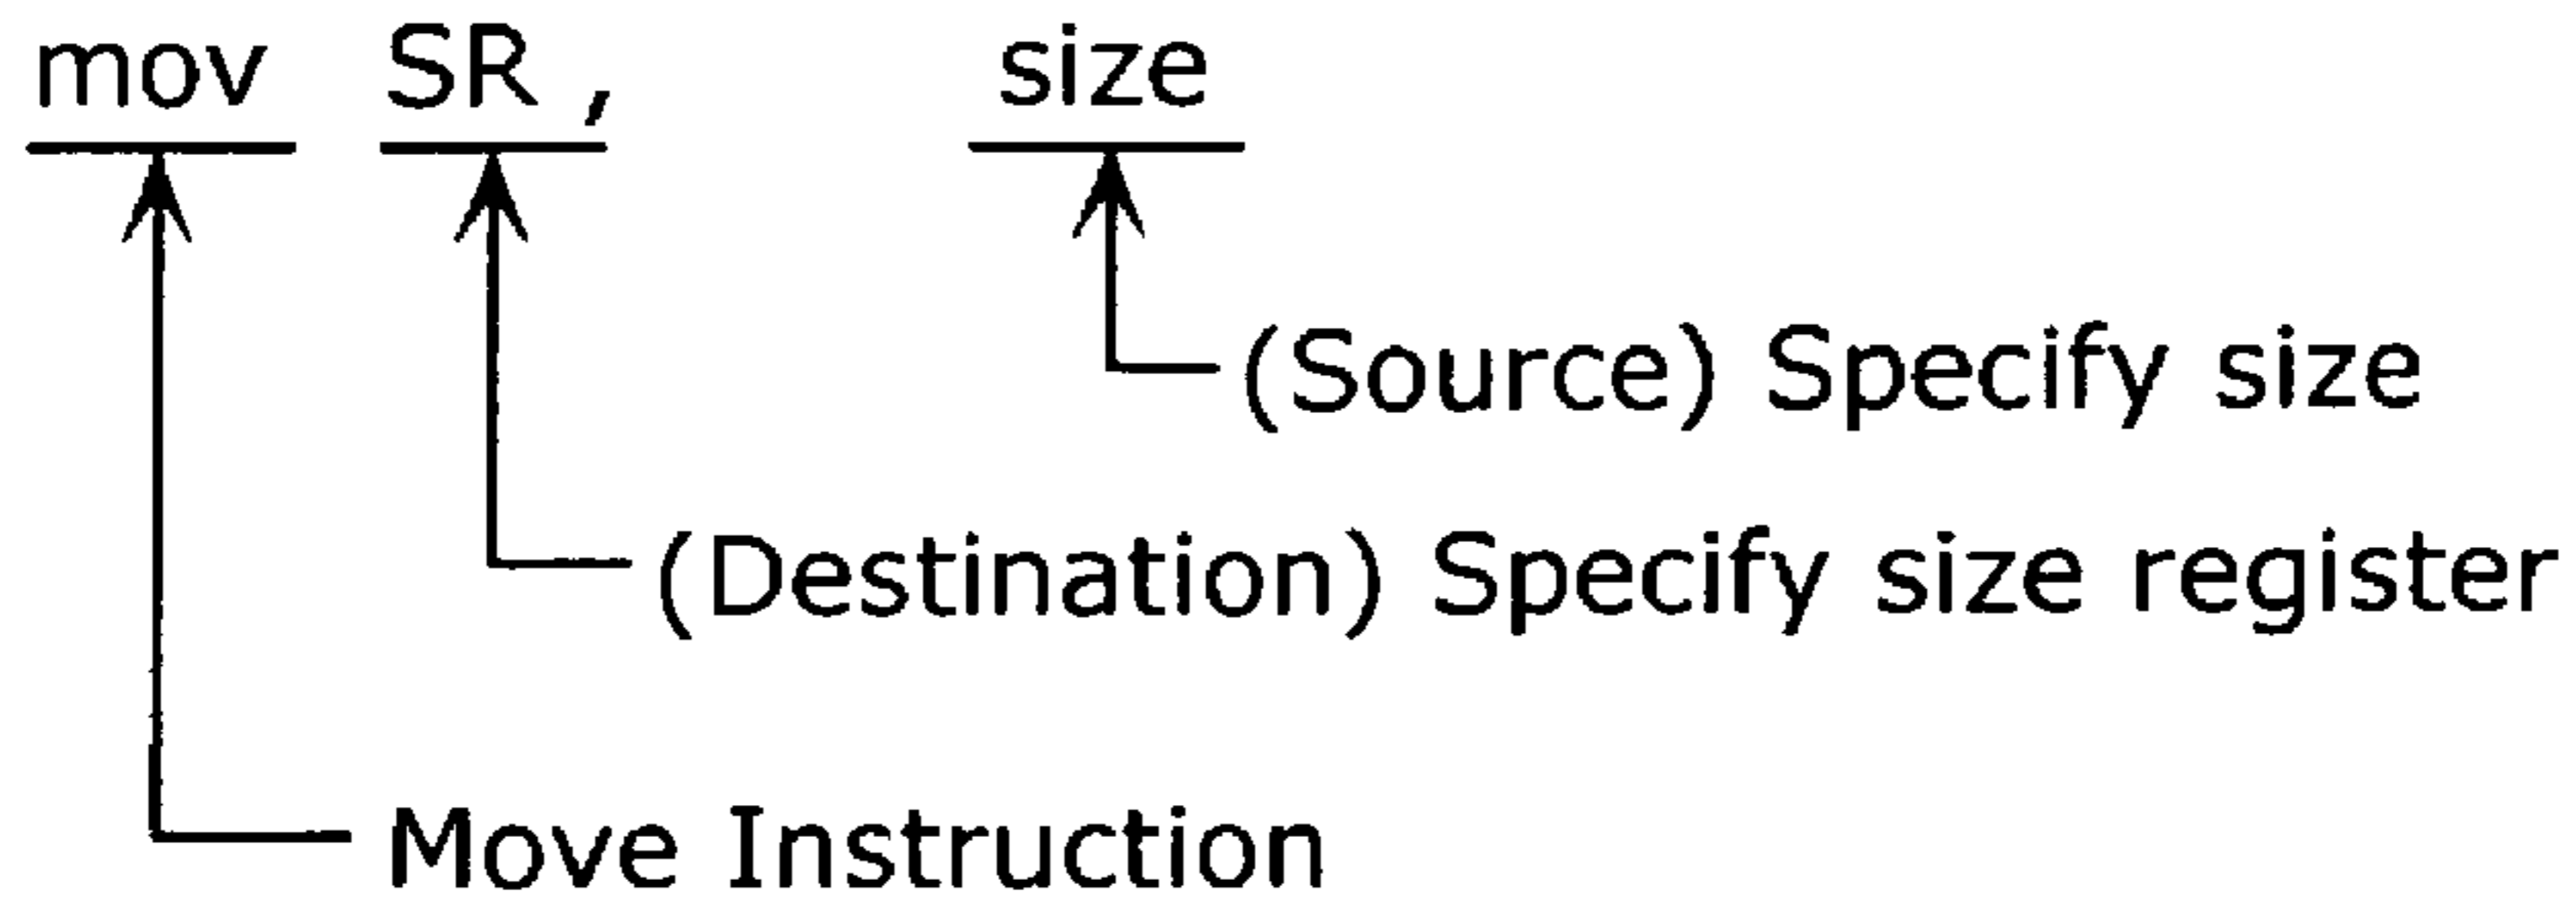 mov SR , size
(Source) Specify size
(Destination) Specify size register
Move Instruction